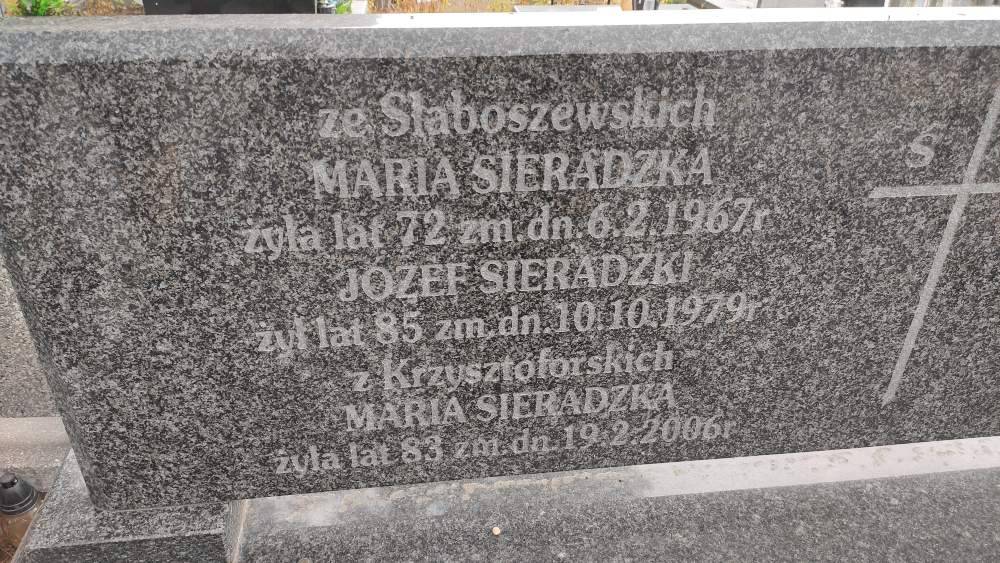 ze Słaboszewskich
MARIA SIERADZKA
żyła lat 72 zm.dn.6.2.1967r
JÓZEF SIERADZKI
żył lat 85 zm.dn.10.10.1979r
z Krzysztoforskich
MARIA SIERADZKA
żyła lat 83 zm.dn.19.2.2006r
S